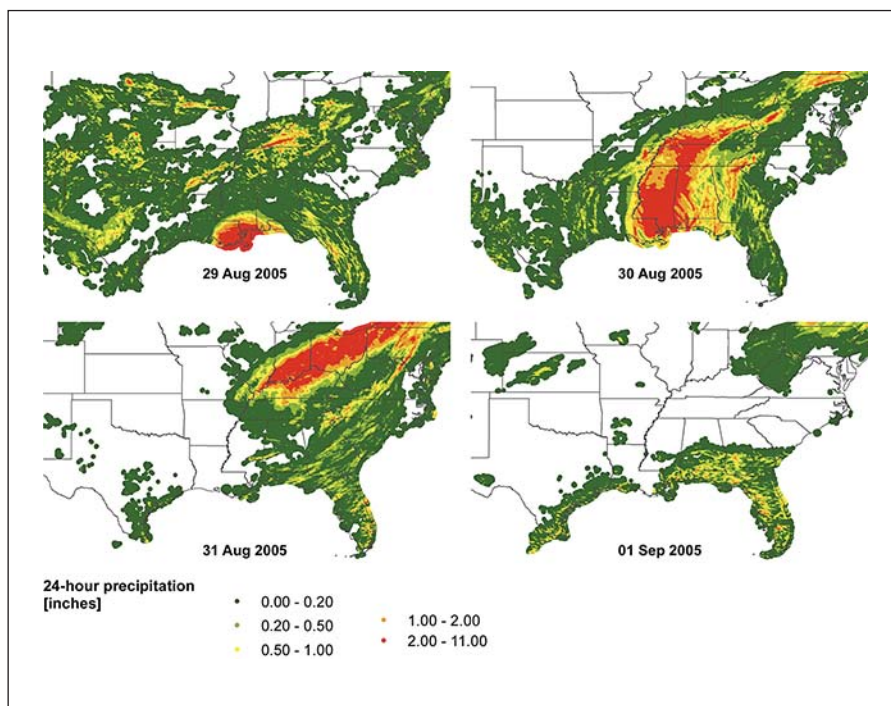 29 Aug 2005
30 Aug 2005
31 Aug 2005
01 Sep 2005
24-hour precipitation
[inches]
0.00 - 0.20
0.20 - 0.50
0.50 - 1.00
1.00 - 2.00
2.00 - 11.00